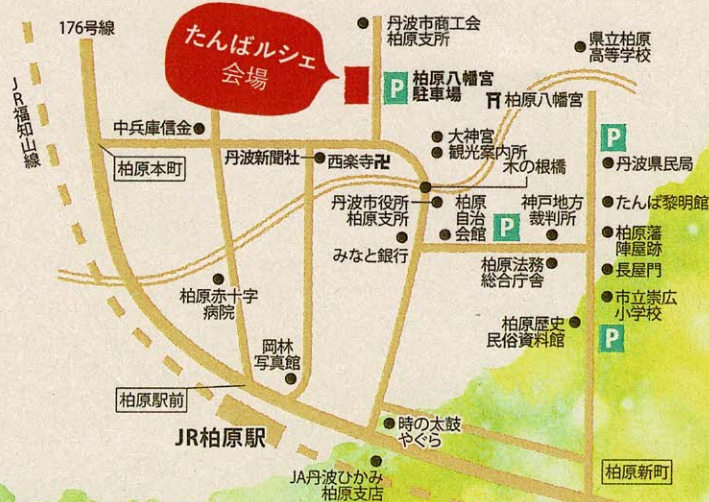 176号線
JR福知山線
たんばルシェ
会場
丹波市商工会
柏原支所
P
柏原八幡宮
駐車場
県立柏原
高等学校
柏原八幡宮
中兵庫信金
大神宮
観光案内所
木の根橋
P
丹波県民局
柏原本町
丹波新聞社
西楽寺卍
丹波市役所
柏原支所
柏原
自治
会館
P
神戸地方
裁判所
たんば黎明館
柏原藩
陣屋跡
みなと銀行
柏原法務
総合庁舎
長屋門
柏原赤十字
病院
市立崇広
小学校
柏原歴史
民俗資料館
P
岡林
写真館
柏原駅前
JR柏原駅
時の太鼓
やぐら
JA丹波ひかみ
柏原支店
柏原新町